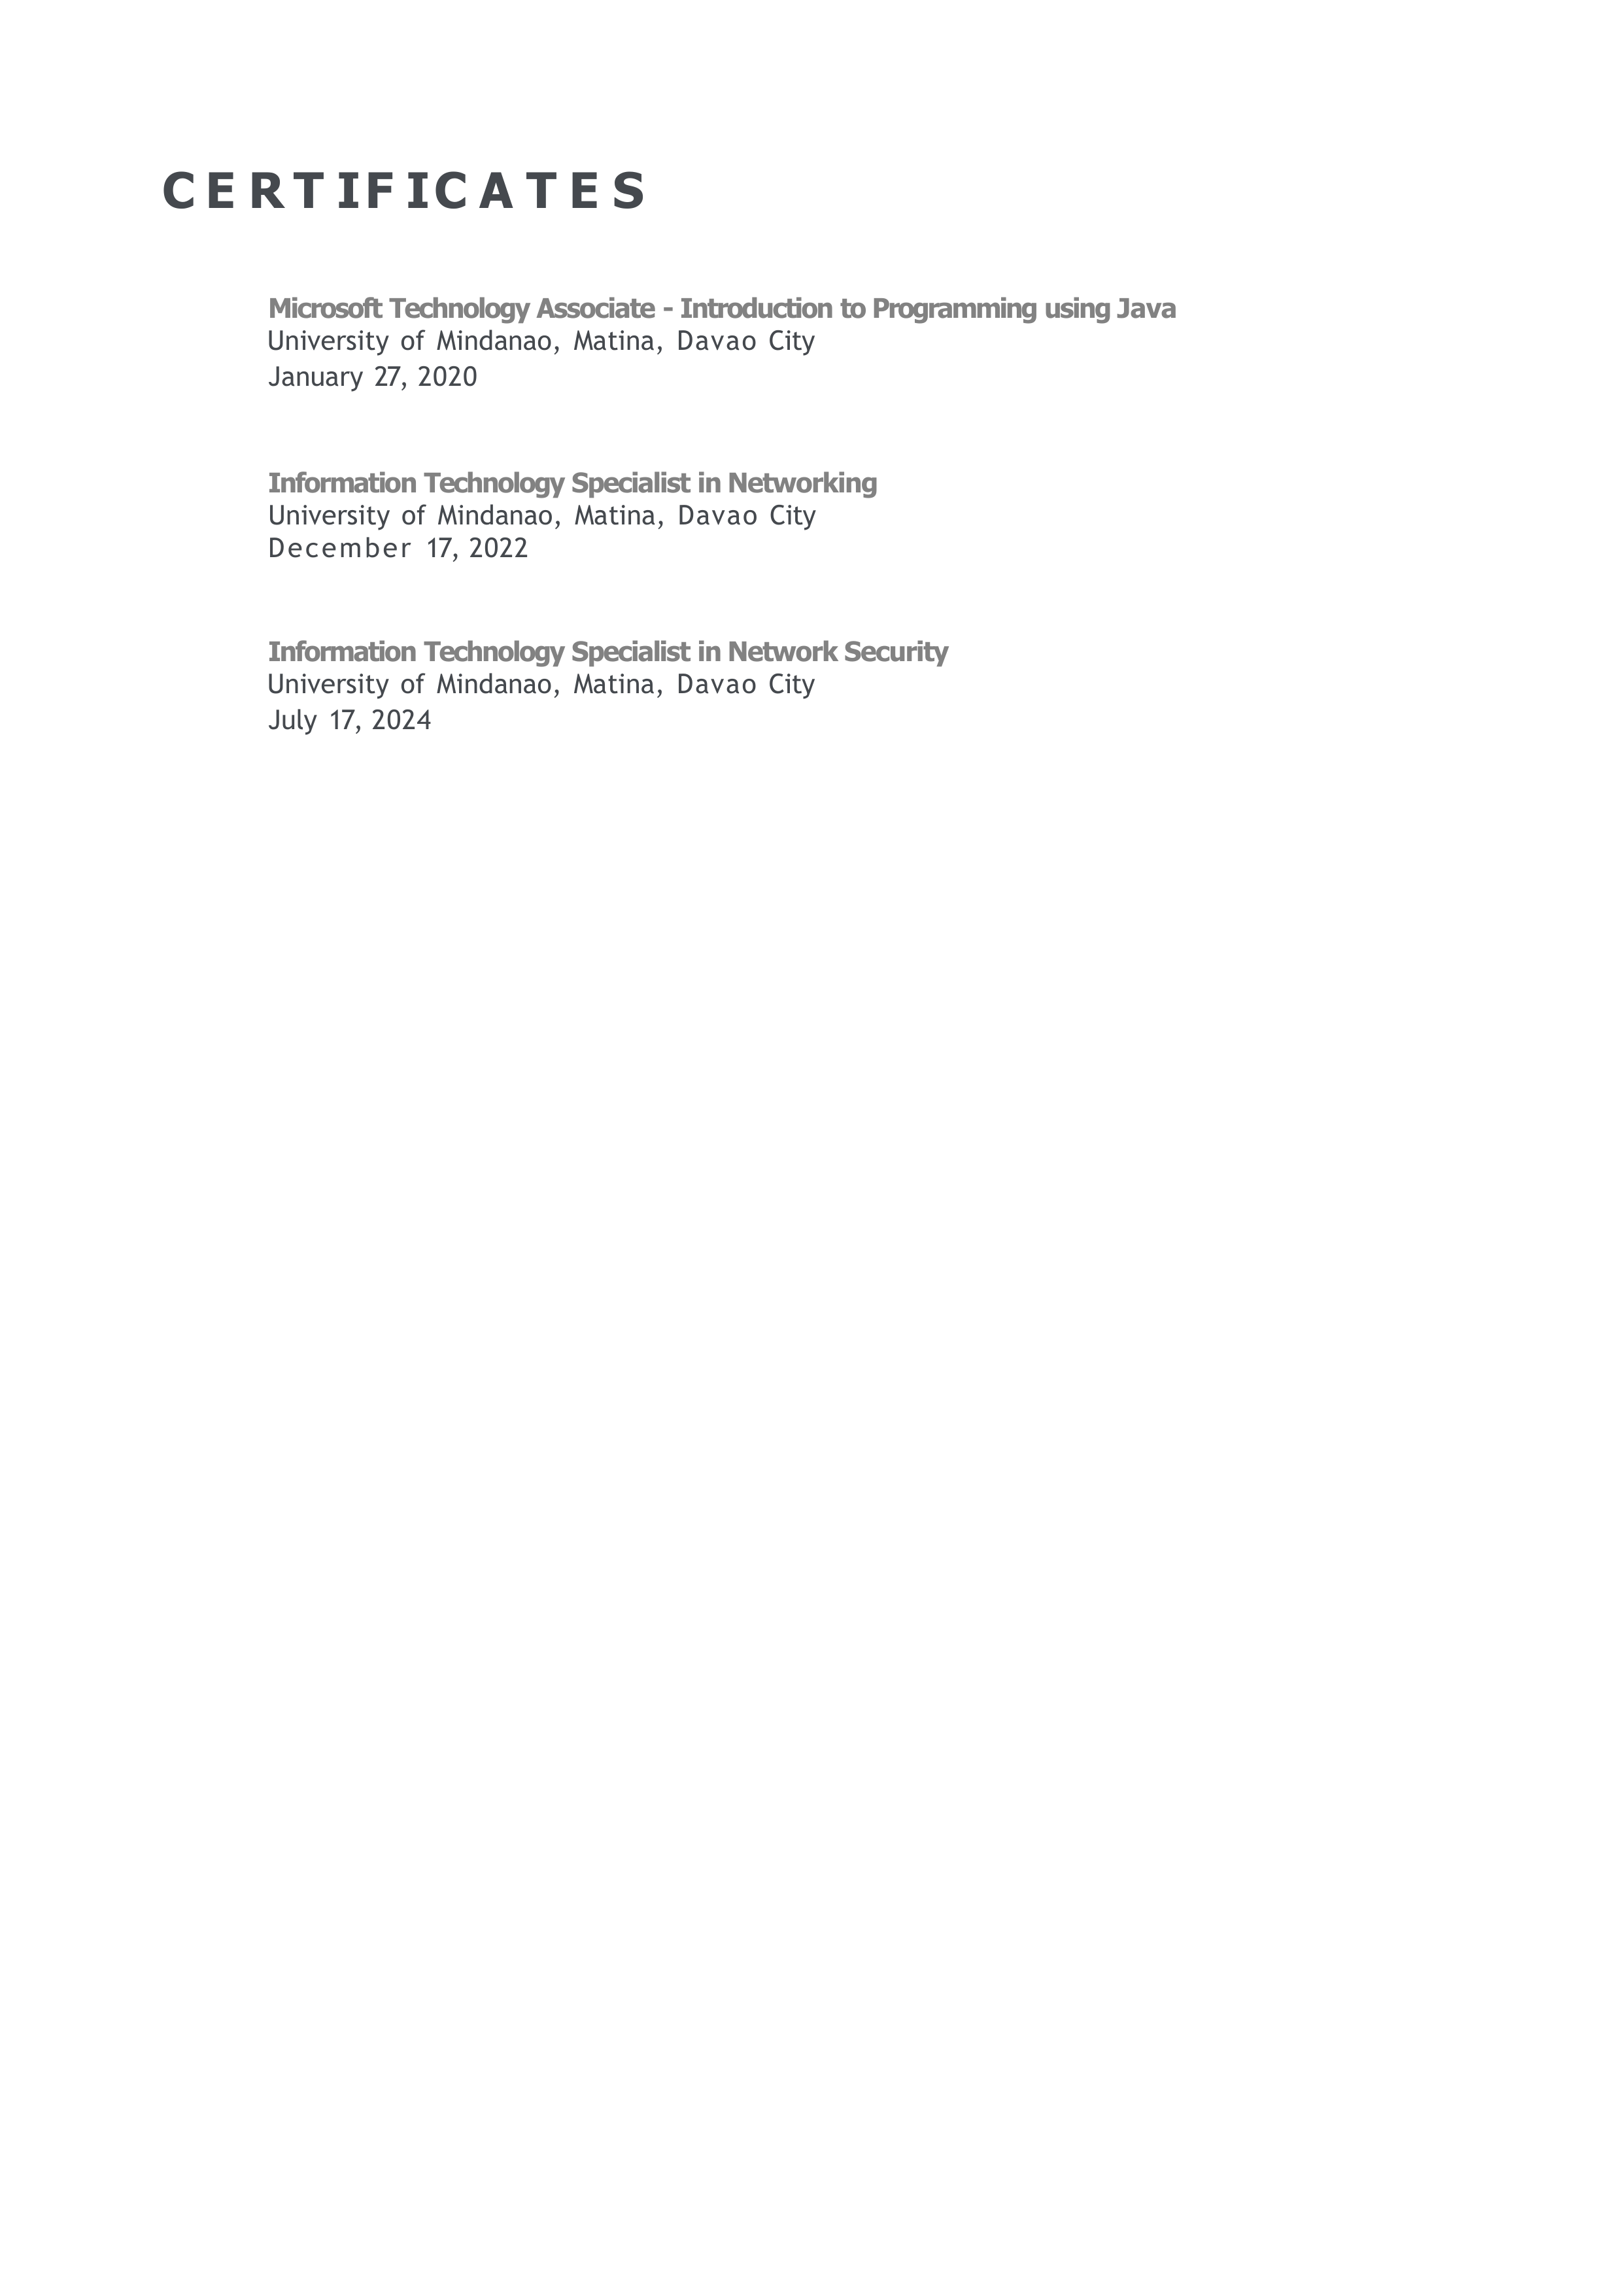 CERTIFICATES
Microsoft Technology Associate - Introduction to Programming using Java
University of Mindanao, Matina, Davao City
January 27, 2020
Information Technology Specialist in Networking
University of Mindanao, Matina, Davao City
December 17, 2022
Information Technology Specialist in Network Security
University of Mindanao, Matina, Davao City
July 17, 2024